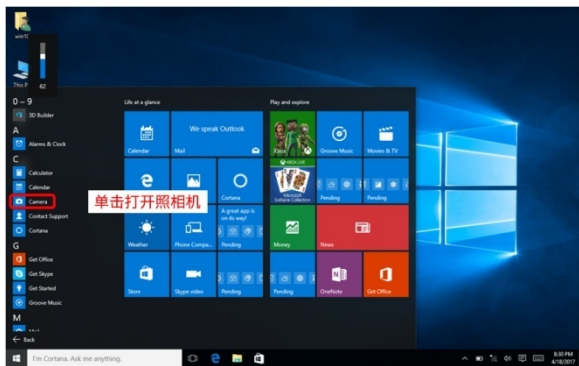 win10
This P
62
0 – 9
3D Builder
A
Alarms & Clock
C
Calculator
Calendar
Camera
Contact Support
Cortana
G
Get Office
Get Skype
Get Started
Groove Music
M
Back
I'm Cortana. Ask me anything.
单击打开照相机
Life at a glance
Calendar
We speak Outlook
Mail
Cortana
Weather
Phone Compa...
A great app is
on its way!
Pending
Store
Skype video
Pending
Play and explore
Xbox
Groove Music
Movies & TV
XBOX LIVE
Microsoft
Solitaire Collection
Pending
Pending
Money
News
Pending
OneNote
Get Office
8:30 PM
4/18/2017